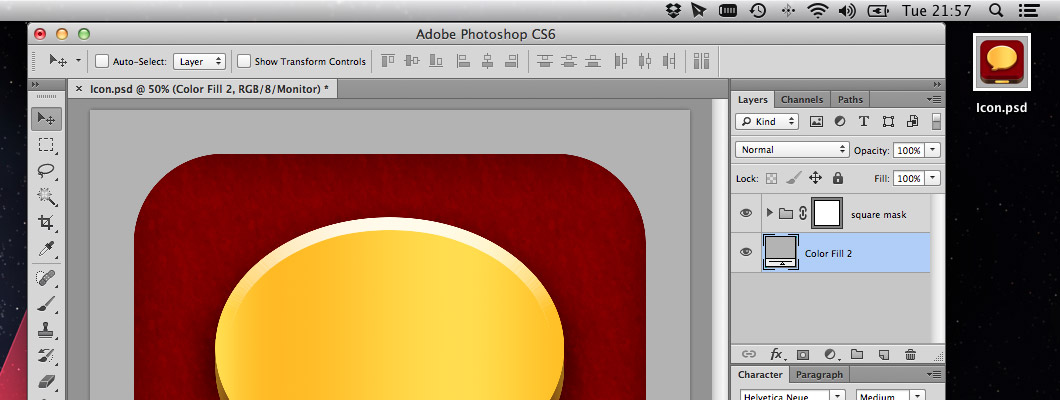 Tue 21:57
Adobe Photoshop CS6
Auto-Select: Layer Show Transform Controls
Icon.psd @ 50% (Color Fill 2, RGB/8/Monitor) *
Layers Channels Paths
Kind
Normal Opacity: 100%
Lock: Fill: 100%
square mask
Color Fill 2
fx
Character Paragraph
Helvetica Neue Medium
Icon.psd